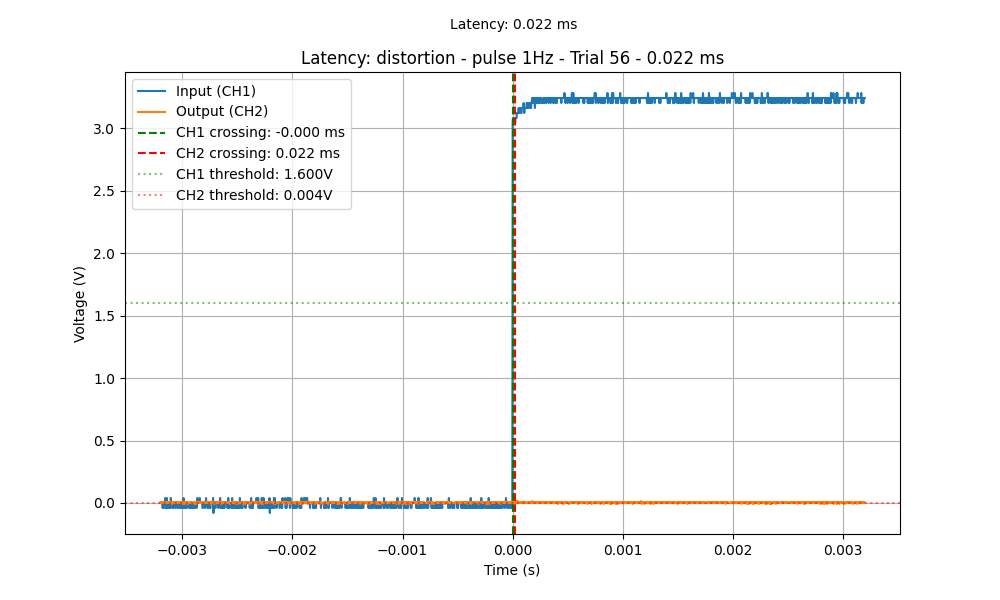 Latency: 0.022 ms
Latency: distortion - pulse 1Hz - Trial 56 - 0.022 ms
Input (CH1)
Output (CH2)
CH1 crossing: -0.000 ms
CH2 crossing: 0.022 ms
CH1 threshold: 1.600V
CH2 threshold: 0.004V
3.0
2.5
2.0
1.5
1.0
0.5
0.0
Voltage (V)
−0.003 −0.002 −0.001 0.000 0.001 0.002 0.003
Time (s)